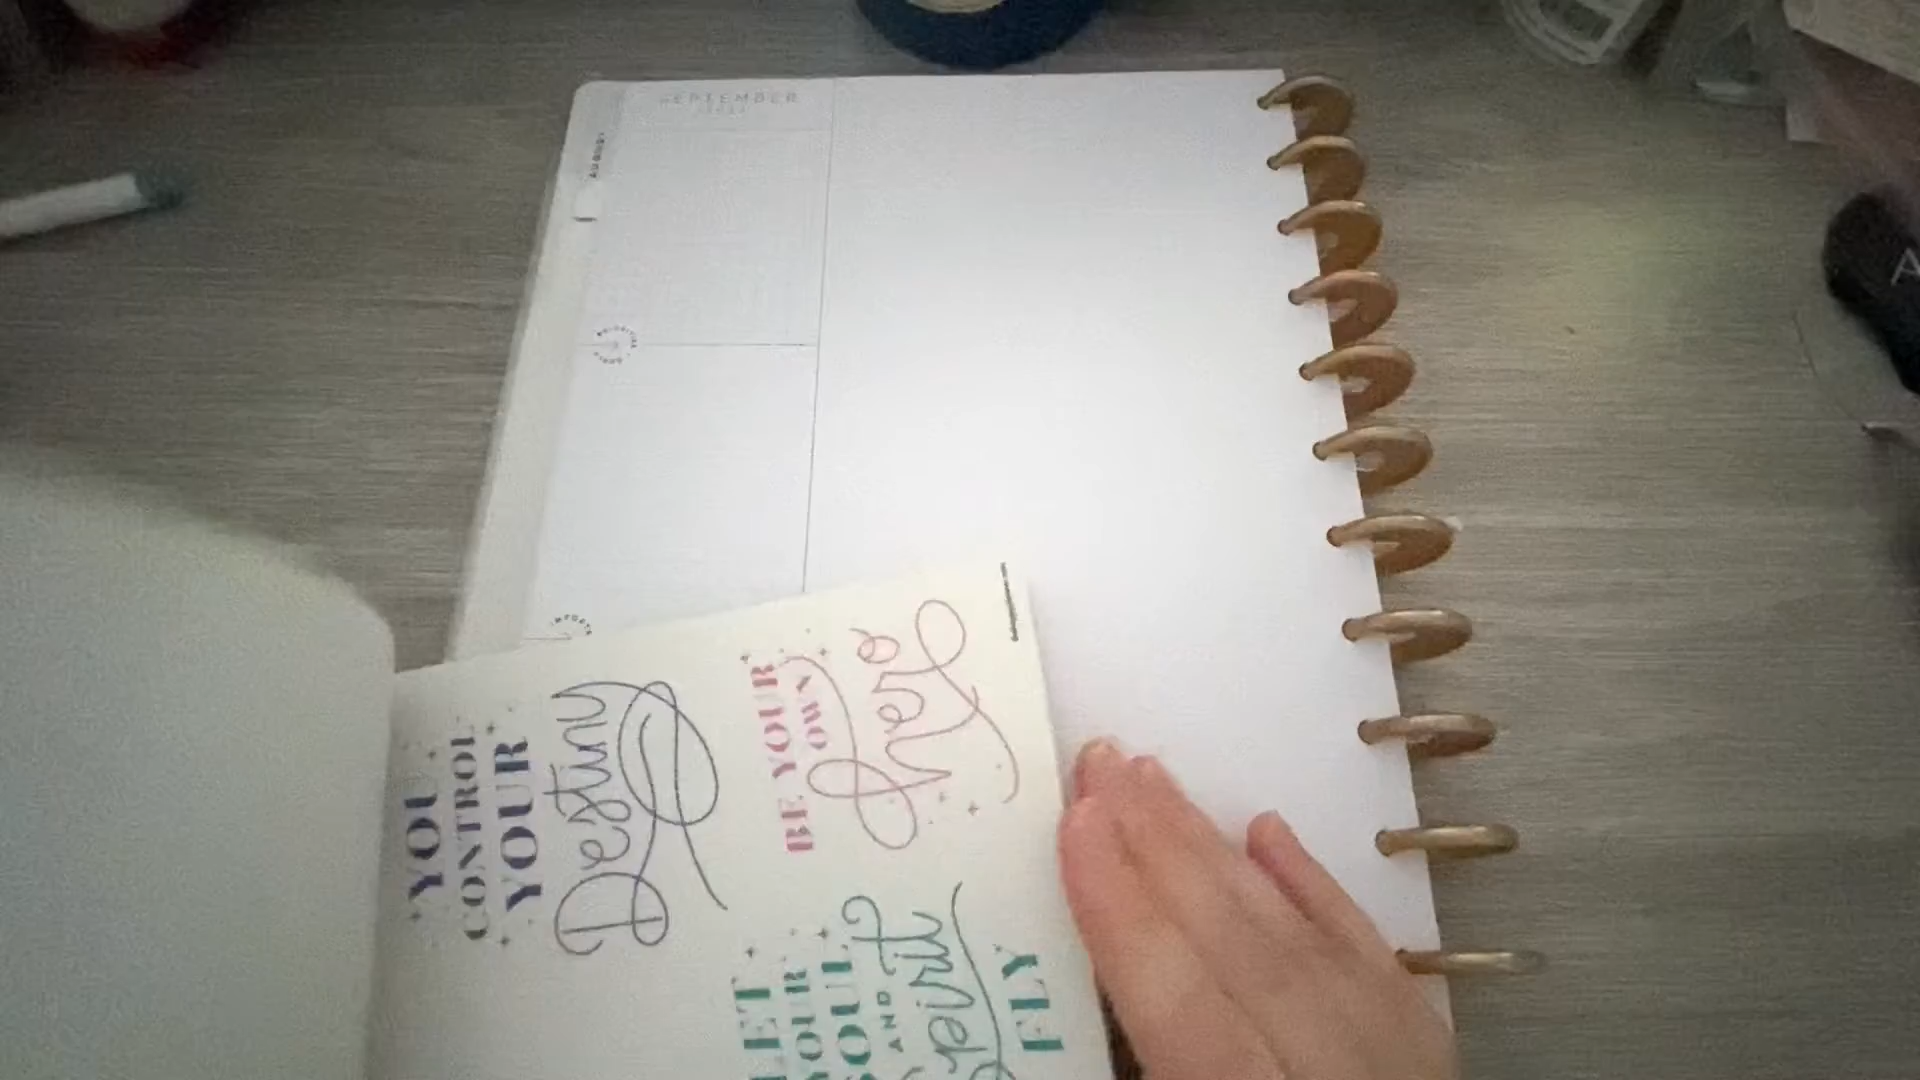 SEPTEMBER
AUGUST
YOU
CONTROL
YOUR
Destiny
BE YOUR
OWN
Hero
LET
YOUR
SOUL
AND
Spirit
FLY
A